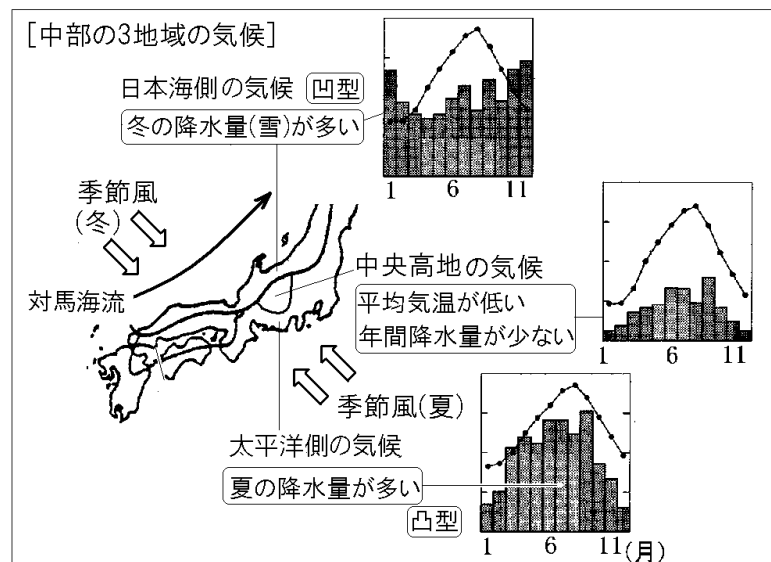 [中部の3地域の気候]
日本海側の気候 凹型
冬の降水量(雪)が多い
1 6 11
季節風
(冬)
対馬海流
中央高地の気候
平均気温が低い
年間降水量が少ない
1 6 11
季節風(夏)
太平洋側の気候
夏の降水量が多い
凸型
1 6 11(月)